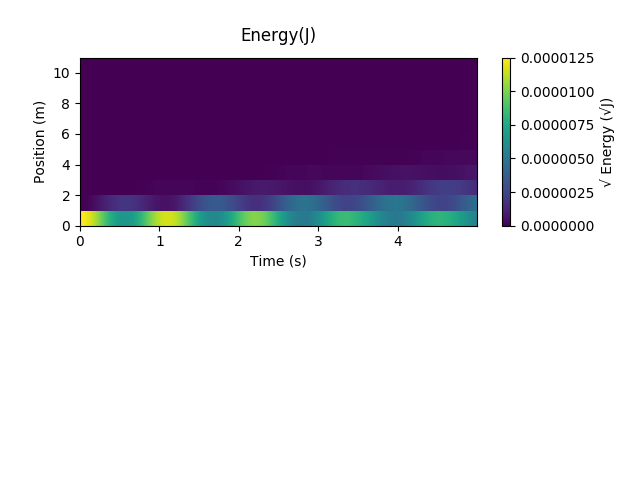 Energy(J)
Position (m)
10
8
6
4
2
0
0 1 2 3 4
Time (s)
0.0000125
0.0000100
0.0000075
0.0000050
0.0000025
0.0000000
√ Energy (√J)